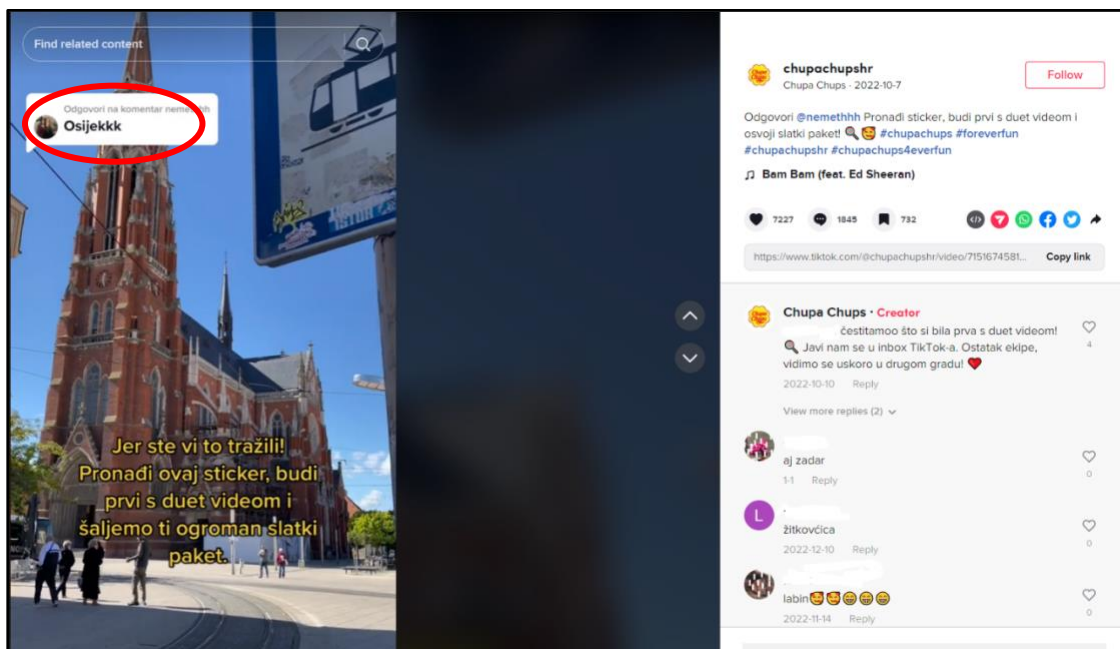 Find related content
Odgovori na komentar nemethhh
Osijekkk
Jer ste vi to tražili!
Pronađi ovaj sticker, budi
prvi s duet videom i
šaljemo ti ogroman slatki
paket.
chupachupshr
Chupa Chups · 2022-10-7
Follow
Odgovori @nemethhh Pronađi sticker, budi prvi s duet videom i
osvoji slatki paket! 🔍🥰 #chupachups #foreverfun
#chupachupshr #chupachups4everfun
♫ Bam Bam (feat. Ed Sheeran)
7227 1845 732
https://www.tiktok.com/@chupachupshr/video/7151674581... Copy link
Chupa Chups · Creator
čestitamoo što si bila prva s duet videom!
🔍 Javi nam se u inbox TikTok-a. Ostatak ekipe,
vidimo se uskoro u drugom gradu! ❤️
4
2022-10-10 Reply
View more replies (2)
aj zadar
0
1-1 Reply
L
žitkovćica
0
2022-12-10 Reply
labin🥰🥰😁😁😁
0
2022-11-14 Reply